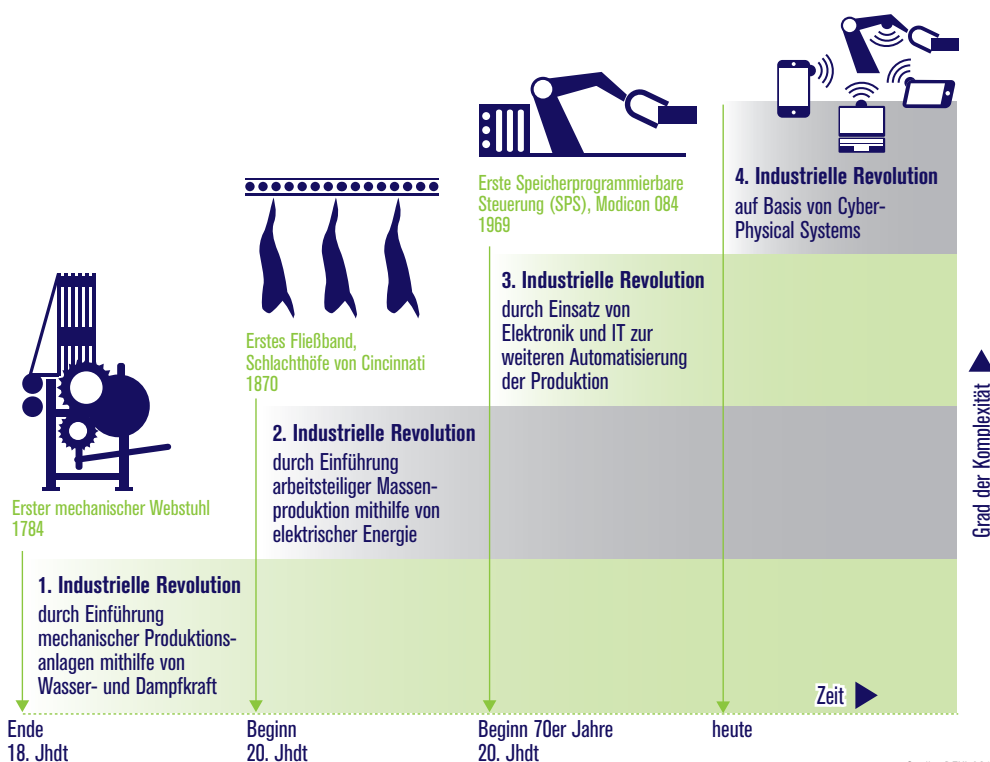 Erster mechanischer Webstuhl
1784
1. Industrielle Revolution
durch Einführung
mechanischer Produktions-
anlagen mithilfe von
Wasser- und Dampfkraft
Ende
18. Jhdt
Erstes Fließband,
Schlachthöfe von Cincinnati
1870
2. Industrielle Revolution
durch Einführung
arbeitsteiliger Massen-
produktion mithilfe von
elektrischer Energie
Beginn
20. Jhdt
Erste Speicherprogrammierbare
Steuerung (SPS), Modicon 084
1969
3. Industrielle Revolution
durch Einsatz von
Elektronik und IT zur
weiteren Automatisierung
der Produktion
Beginn 70er Jahre
20. Jhdt
4. Industrielle Revolution
auf Basis von Cyber-
Physical Systems
heute
Zeit
Grad der Komplexität